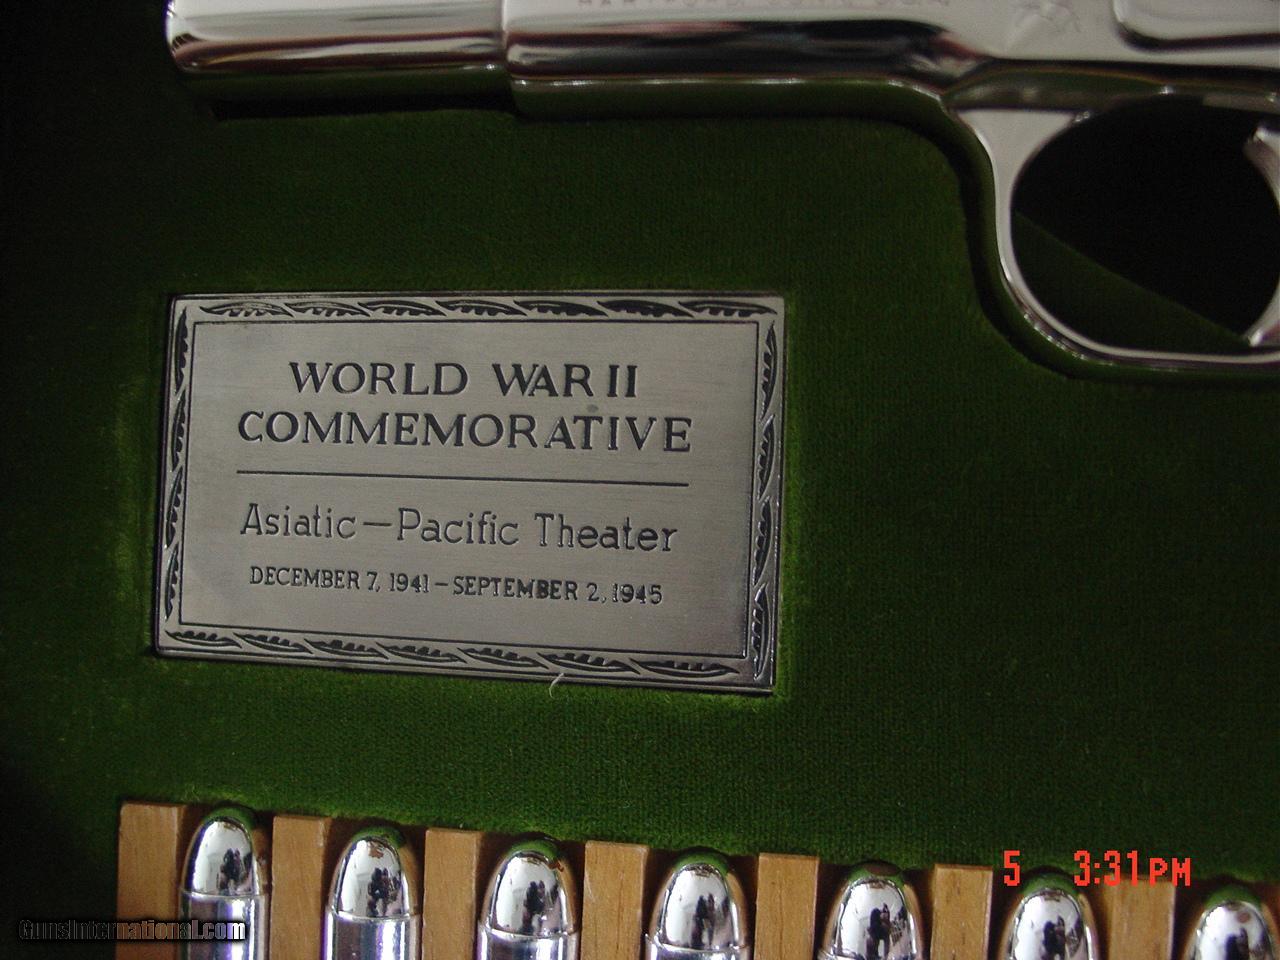 WORLD WAR II
COMMEMORATIVE
Asiatic—Pacific Theater
DECEMBER 7, 1941 – SEPTEMBER 2, 1945
5 3:31PM
GunsInternational.com